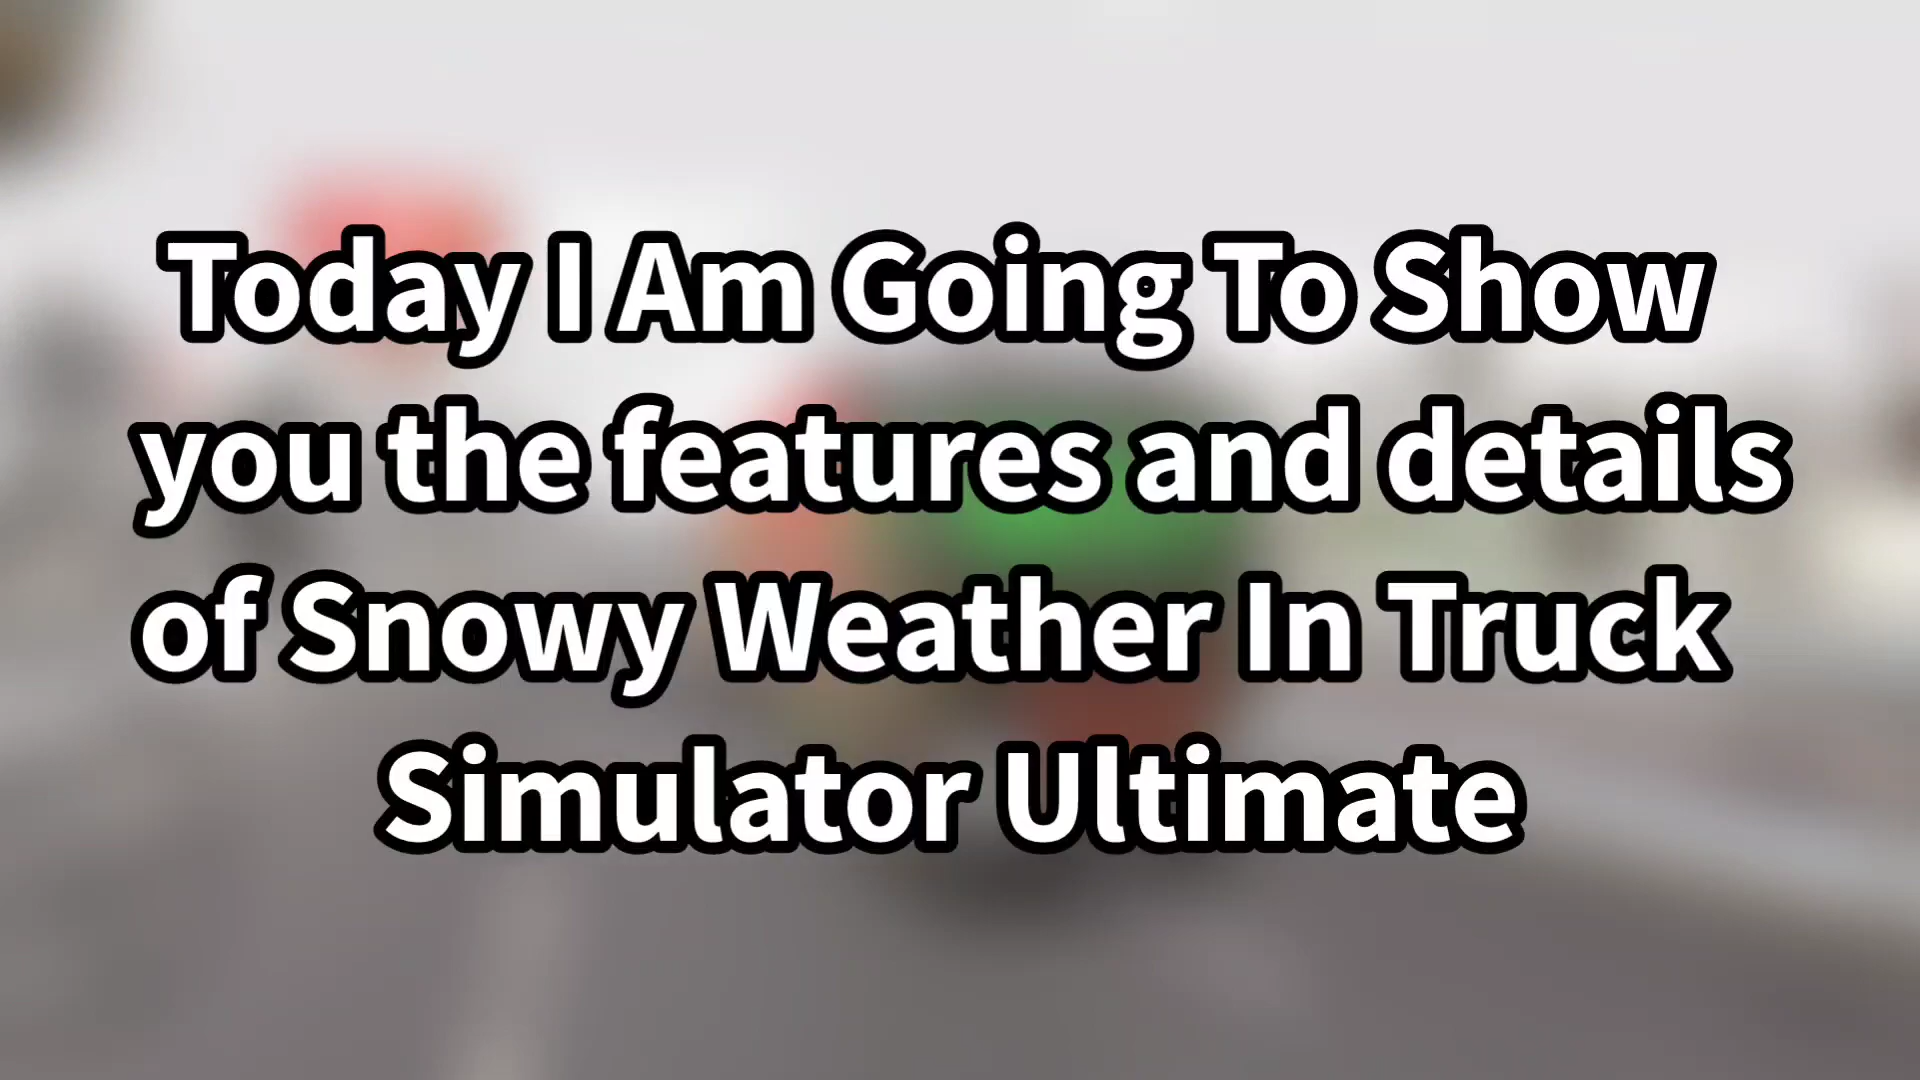 Today I Am Going To Show
you the features and details
of Snowy Weather In Truck
Simulator Ultimate